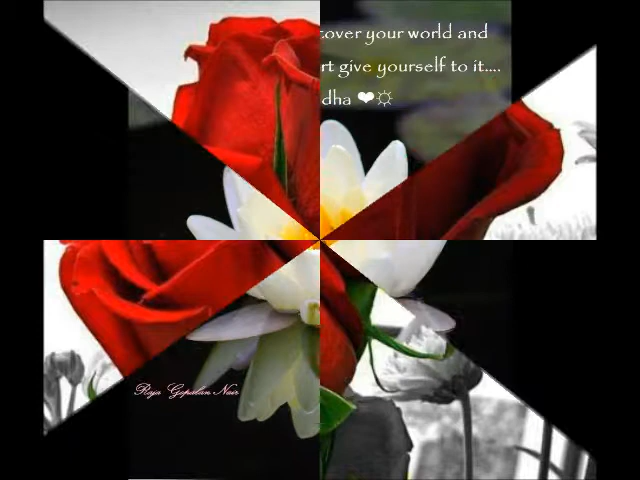 cover your world and
rt give yourself to it....
dha ❤☼
Raja Gopalan Nair